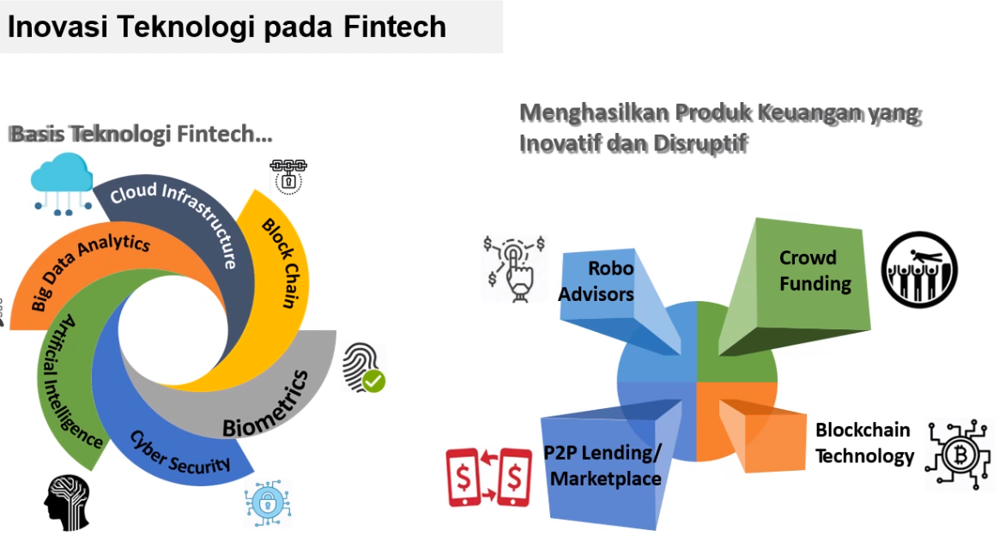 Inovasi Teknologi pada Fintech
Basis Teknologi Fintech...
Cloud Infrastructure
Block Chain
Big Data Analytics
Artificial Intelligence
Biometrics
Cyber Security
Menghasilkan Produk Keuangan yang
Inovatif dan Disruptif
$
$
$
Robo
Advisors
Crowd
Funding
$
$
P2P Lending/
Marketplace
Blockchain
Technology